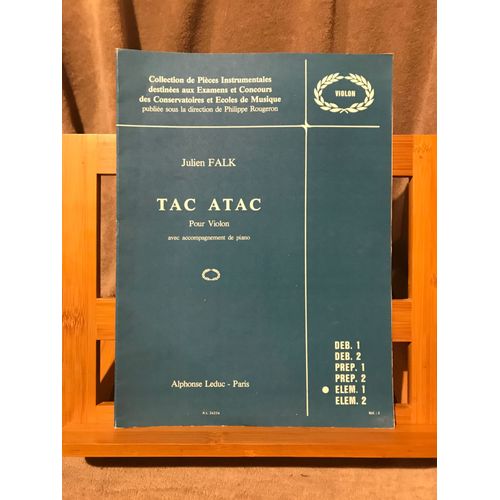 Collection de Pièces Instrumentales
destinées aux Examens et Concours
des Conservatoires et Ecoles de Musique
publiée sous la direction de Philippe Rougeron
VIOLON
Julien FALK
TAC ATAC
Pour Violon
avec accompagnement de piano
Alphonse Leduc - Paris
DEB. 1
DEB. 2
PREP. 1
PREP. 2
ELEM. 1
ELEM. 2